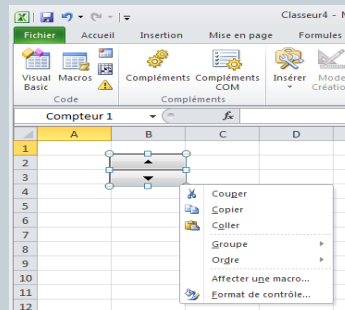 Classeur4 -
Fichier Accueil Insertion Mise en page Formules
Visual Basic Macros Compléments Compléments COM Insérer Mode Création
Code Compléments
Compteur 1 fx
A B C D
1
2
3
4
5
6
7
8
9
10
11
12
Couper
Copier
Coller
Groupe
Ordre
Affecter une macro...
Format de contrôle...